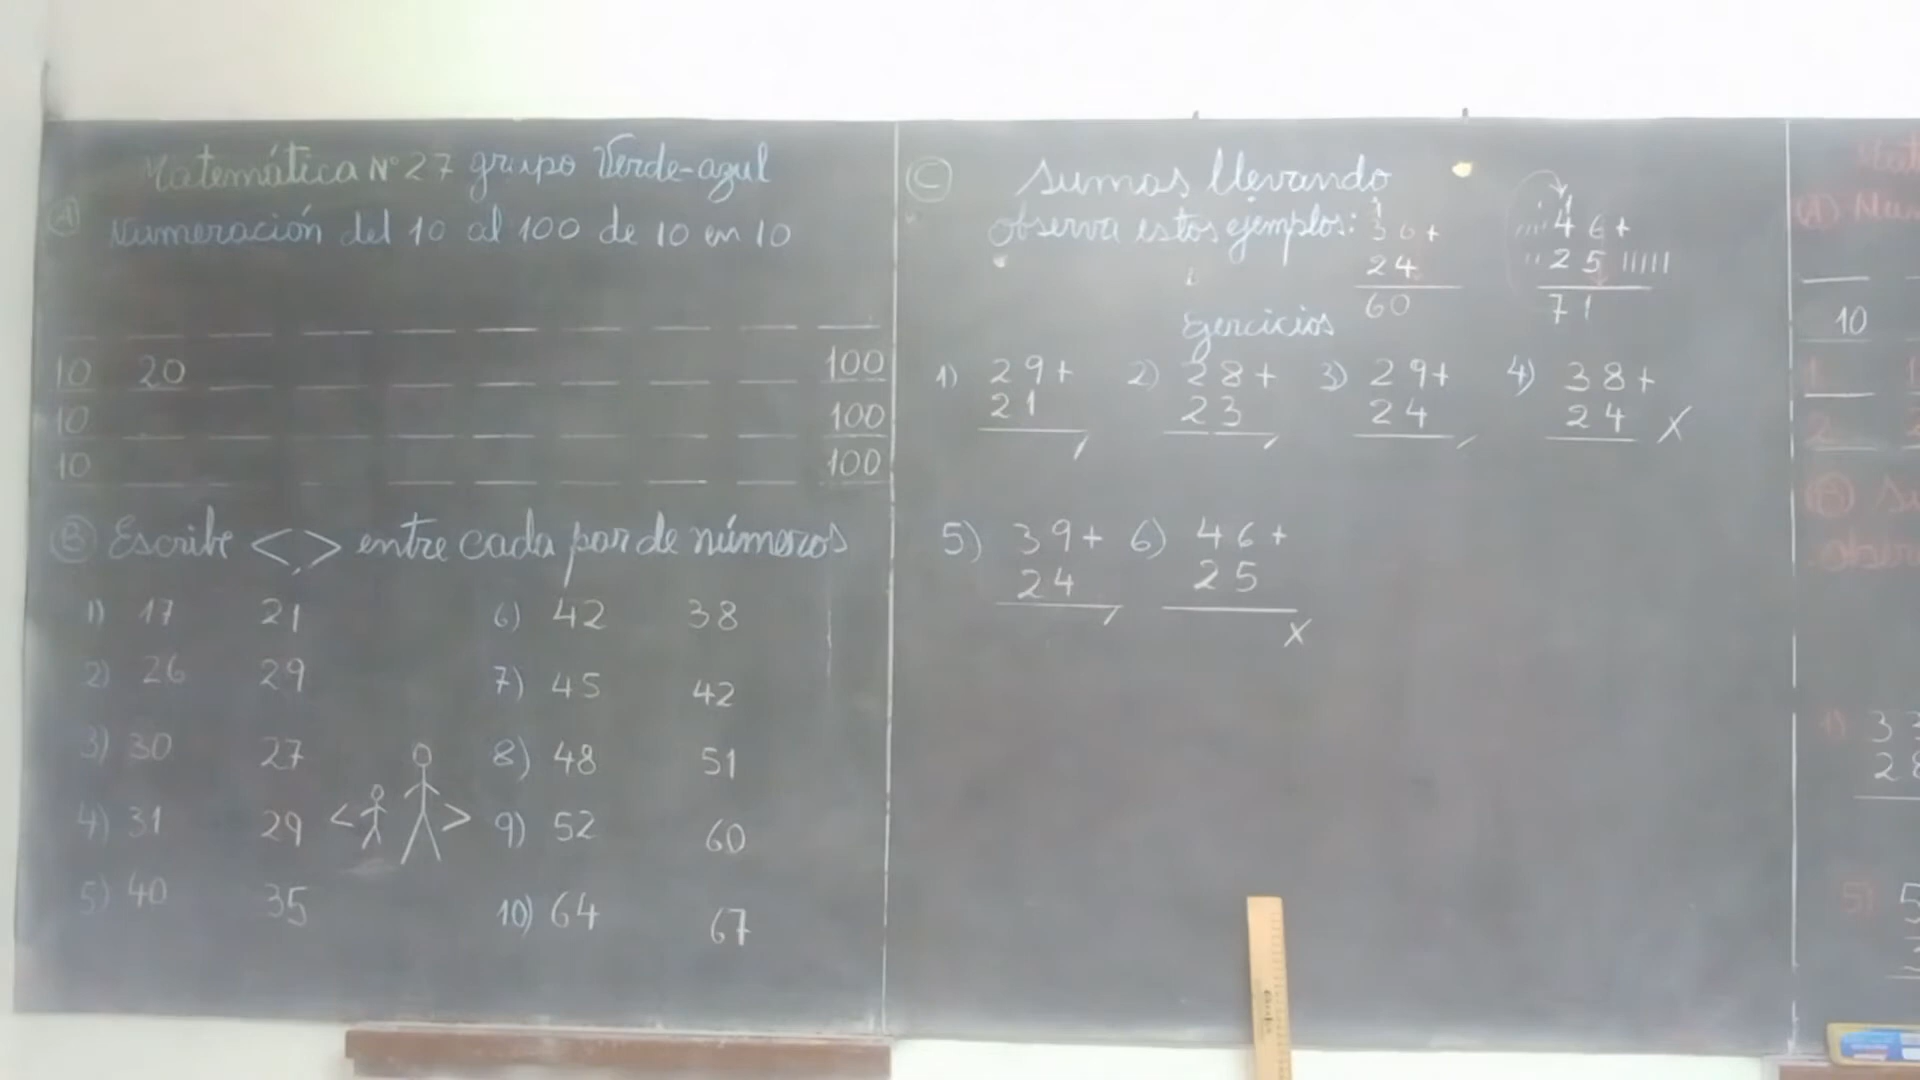 Matemática N° 27 grupo Verde-azul
A Numeración del 10 al 100 de 10 en 10
10 20 100
10 100
10 100
B Escribe < , > entre cada par de números
1) 17 21
2) 26 29
3) 30 27
4) 31 29
5) 40 35
< >
6) 42 38
7) 45 42
8) 48 51
9) 52 60
10) 64 67
C Sumas llevando
observa estos ejemplos:
1
36+
24
60
1
46+
25
71
Ejercicios
1) 29+
21
2) 28+
23
3) 29+
24
4) 38+
24 x
5) 39+
24
6) 46+
25
x
10